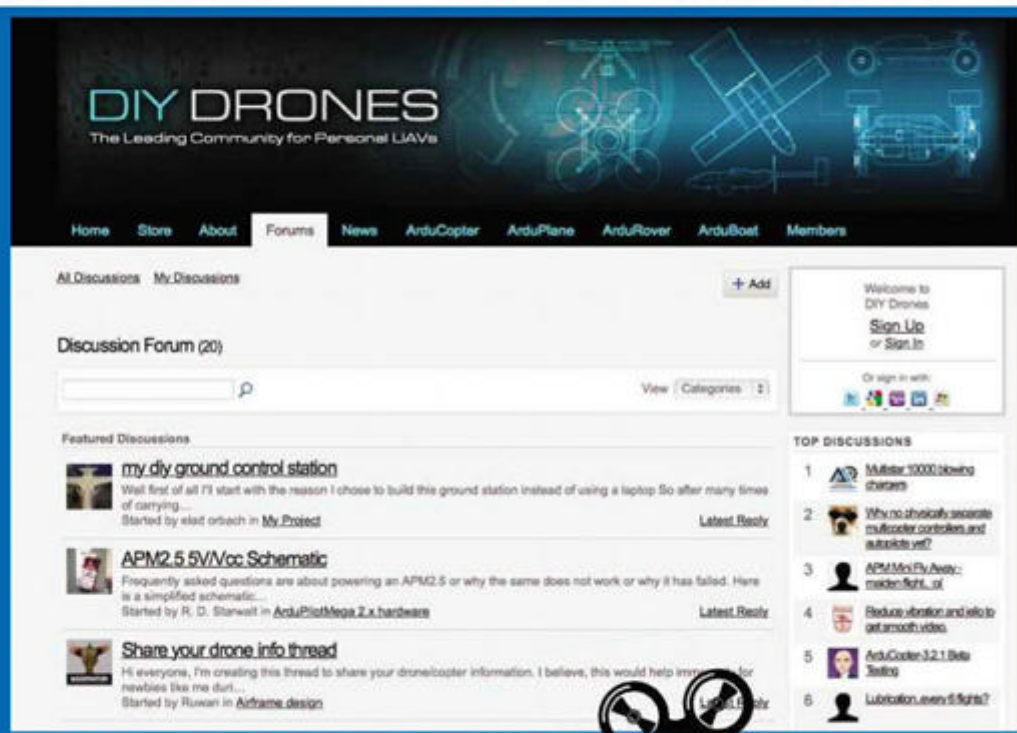 DIY DRONES
The Leading Community for Personal UAVs
Home Store About Forums News ArduCopter ArduPlane ArduRover ArduBoat Members
All Discussions My Discussions
+ Add
Discussion Forum (20)
View Categories
Featured Discussions
my diy ground control station
Well first of all I'll start with the reason I chose to build this ground station instead of using a laptop So after many times
of carrying...
Started by elad orbach in My Project
Latest Reply
APM2.5 5V/Vcc Schematic
Frequently asked questions are about powering an APM2.5 or why the same does not work or why it has failed. Here
is a simplified schematic...
Started by R. D. Starwalt in ArduPilotMega 2.x hardware
Latest Reply
Share your drone info thread
Hi everyone, I'm creating this thread to share your drone/copter information. I believe, this would help for
newbies like me duri...
Started by Ruwan in Airframe design
Welcome to
DIY Drones
Sign Up
or Sign In
Or sign in with:
TOP DISCUSSIONS
1 Multistar 10000 blowing
chargers
2 Why no physically separate
multicopter controllers and
autopilots yet?
3 APM Mini Fly Away -
maiden flight.. :o(
4 Reduce vibration and jello to
get smooth video.
5 ArduCopter-3.2.1 Beta
Testing
6 Lubrication..every 6 flights?